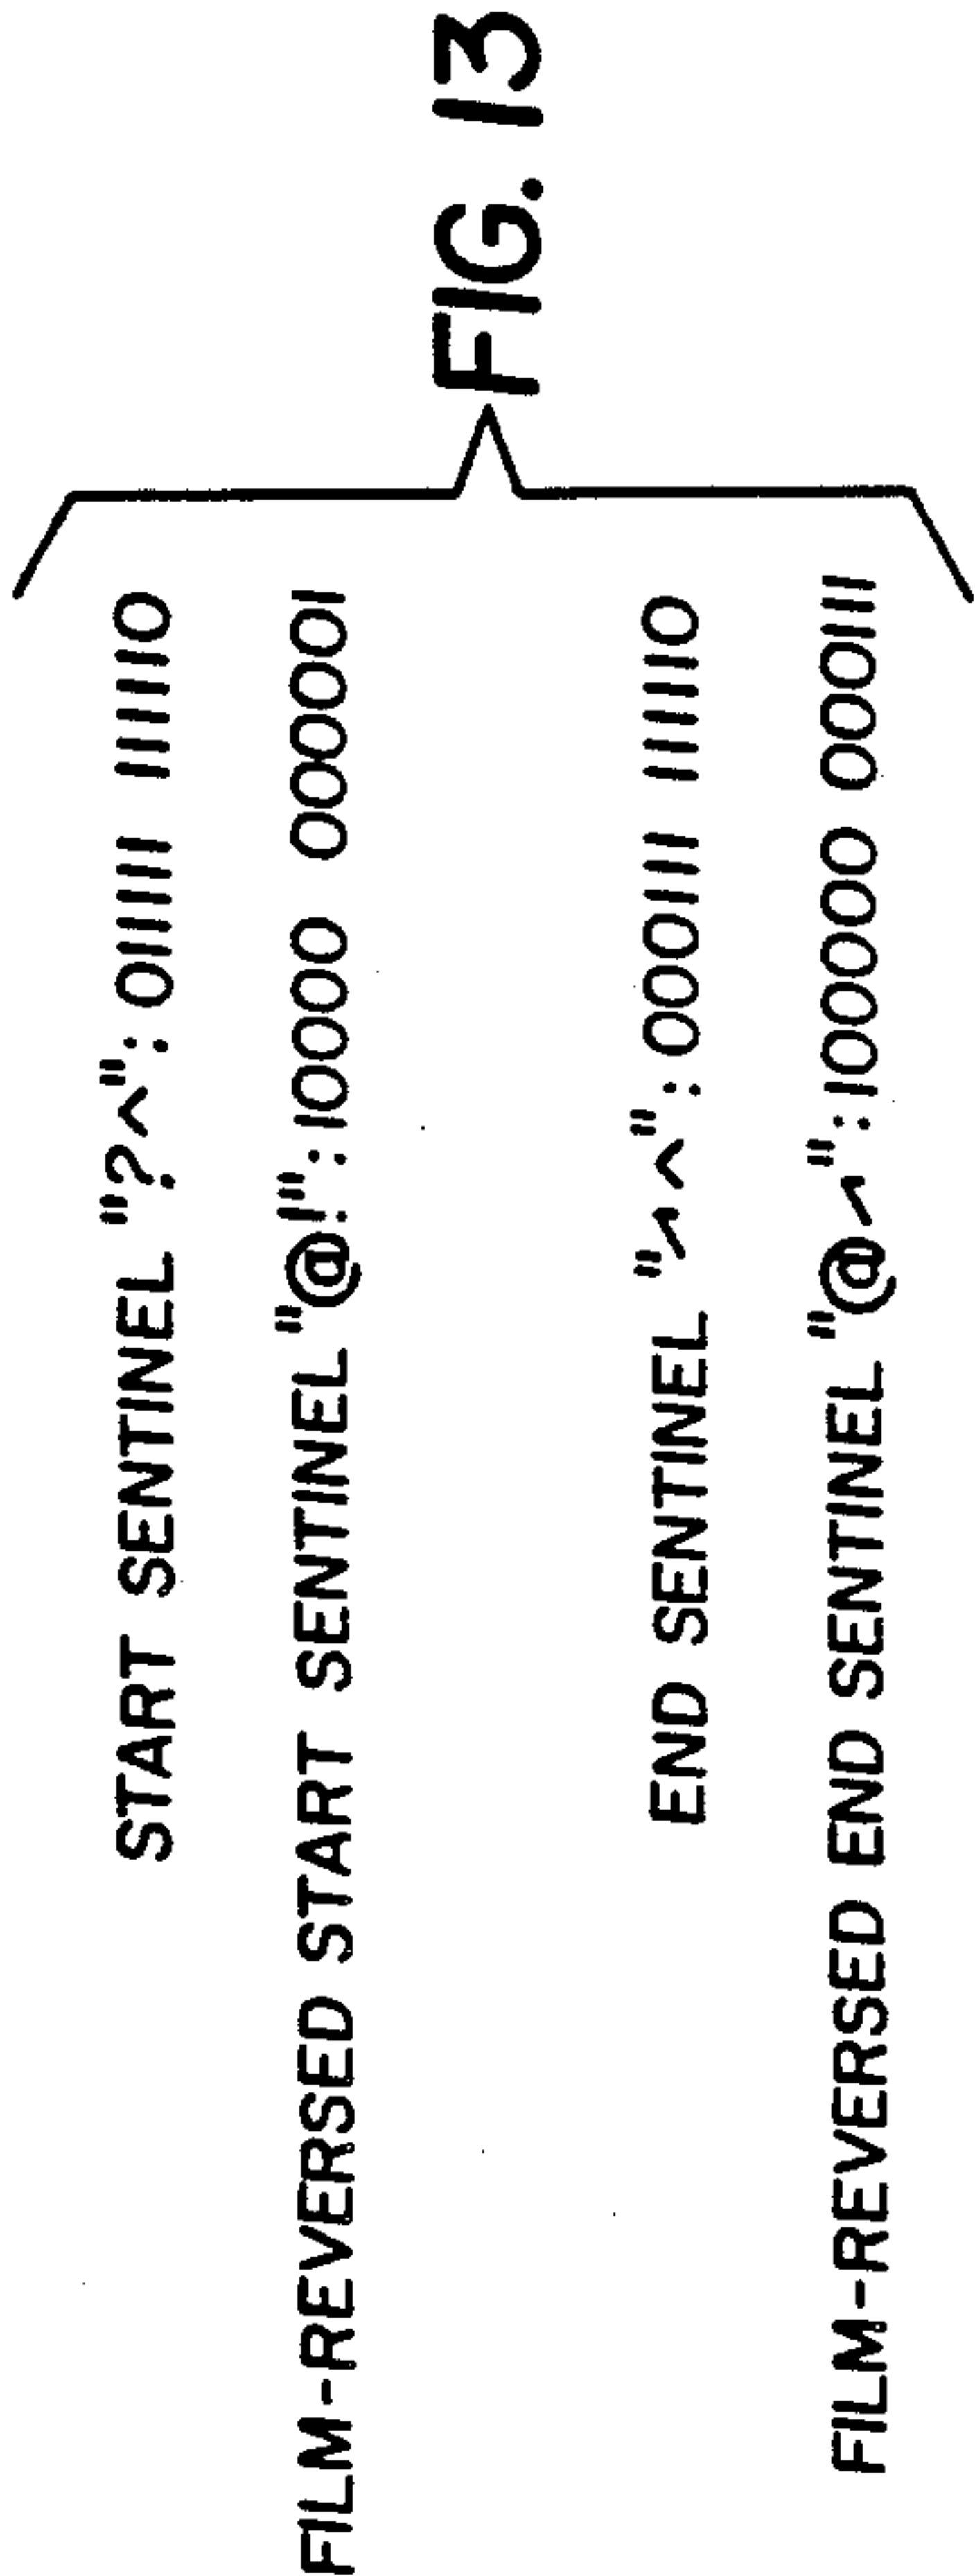 FIG. 13
START SENTINEL "?^": 011111 111110
FILM-REVERSED START SENTINEL "@!": 10000 000001
END SENTINEL "¬^": 000111 111110
FILM-REVERSED END SENTINEL "@¬": 100000 000111